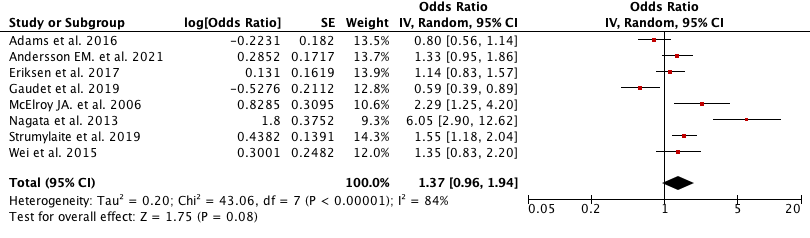 Odds Ratio Odds Ratio
Study or Subgroup log[Odds Ratio] SE Weight IV, Random, 95% CI IV, Random, 95% CI
Adams et al. 2016 −0.2231 0.182 13.5% 0.80 [0.56, 1.14]
Andersson EM. et al. 2021 0.2852 0.1717 13.7% 1.33 [0.95, 1.86]
Eriksen et al. 2017 0.131 0.1619 13.9% 1.14 [0.83, 1.57]
Gaudet et al. 2019 −0.5276 0.2112 12.8% 0.59 [0.39, 0.89]
McElroy JA. et al. 2006 0.8285 0.3095 10.6% 2.29 [1.25, 4.20]
Nagata et al. 2013 1.8 0.3752 9.3% 6.05 [2.90, 12.62]
Strumylaite et al. 2019 0.4382 0.1391 14.3% 1.55 [1.18, 2.04]
Wei et al. 2015 0.3001 0.2482 12.0% 1.35 [0.83, 2.20]
Total (95% CI) 100.0% 1.37 [0.96, 1.94]
Heterogeneity: Tau² = 0.20; Chi² = 43.06, df = 7 (P < 0.00001); I² = 84%
Test for overall effect: Z = 1.75 (P = 0.08)
0.05 0.2 1 5 20